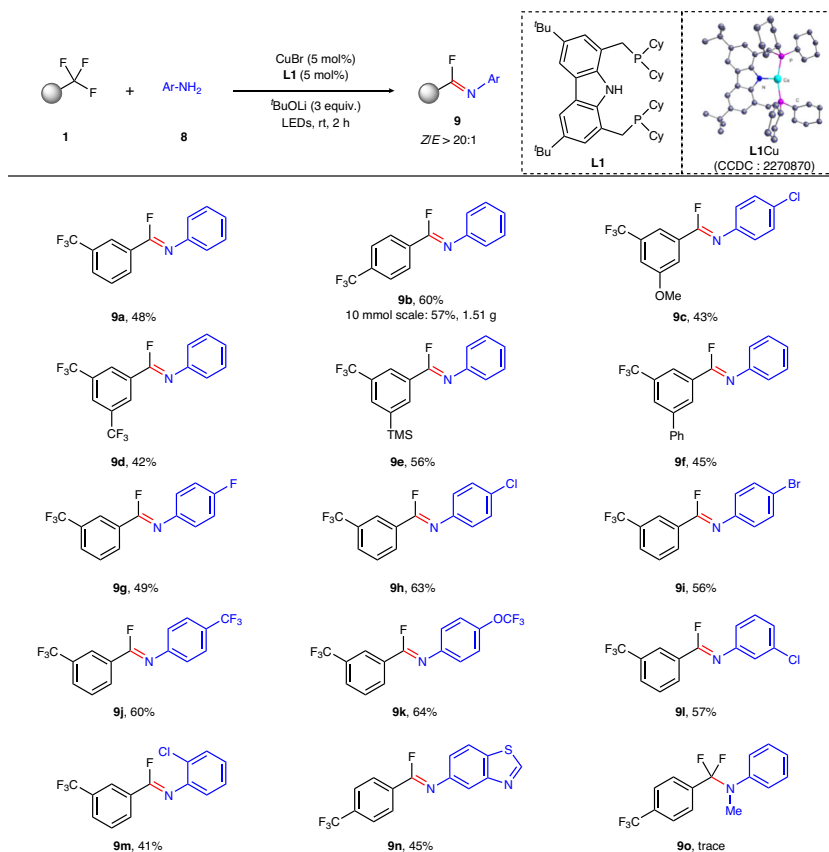 F
F
F
1
+
Ar-NH2
8
CuBr (5 mol%)
L1 (5 mol%)
tBuOLi (3 equiv.)
LEDs, rt, 2 h
F
N
Ar
9
Z/E > 20:1
tBu
Cy
P
Cy
NH
Cy
P
Cy
tBu
L1
P
Cu
N
L1Cu
(CCDC : 2270870)
F3C
F
N
9a, 48%
F3C
F
N
9b, 60%
10 mmol scale: 57%, 1.51 g
F3C
F
N
Cl
OMe
9c, 43%
F3C
F
N
CF3
9d, 42%
F3C
F
N
TMS
9e, 56%
F3C
F
N
Ph
9f, 45%
F3C
F
N
F
9g, 49%
F3C
F
N
Cl
9h, 63%
F3C
F
N
Br
9i, 56%
F3C
F
N
CF3
9j, 60%
F3C
F
N
OCF3
9k, 64%
F3C
F
N
Cl
9l, 57%
F3C
F
N
Cl
9m, 41%
F3C
F
N
S
N
9n, 45%
F3C
F F
N
Me
9o, trace